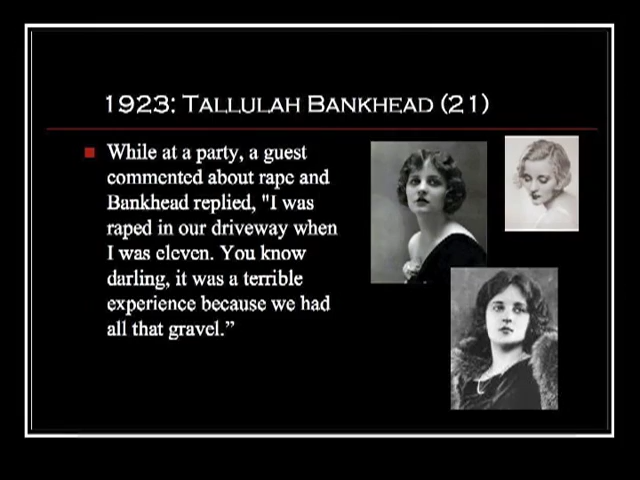 1923: Tallulah Bankhead (21)
While at a party, a guest
commented about rape and
Bankhead replied, "I was
raped in our driveway when
I was eleven. You know
darling, it was a terrible
experience because we had
all that gravel.”